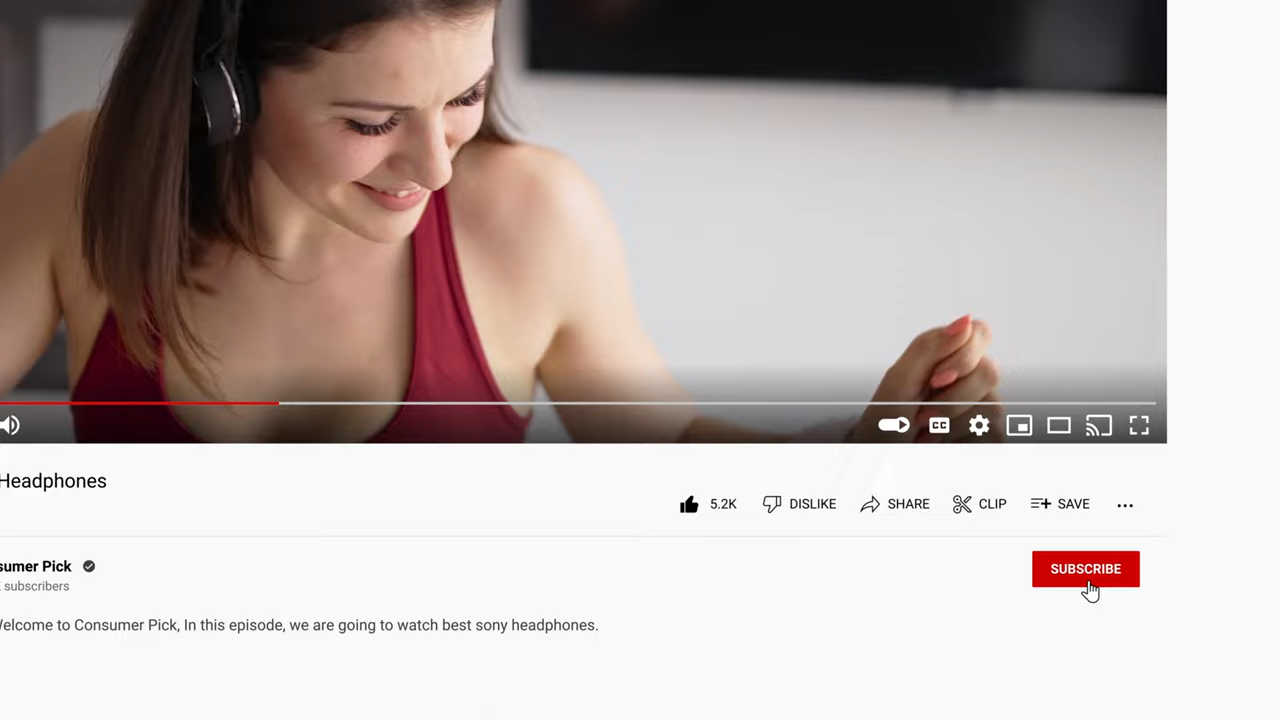 CC
Headphones
5.2K DISLIKE SHARE CLIP SAVE
sumer Pick
subscribers
SUBSCRIBE
elcome to Consumer Pick, In this episode, we are going to watch best sony headphones.